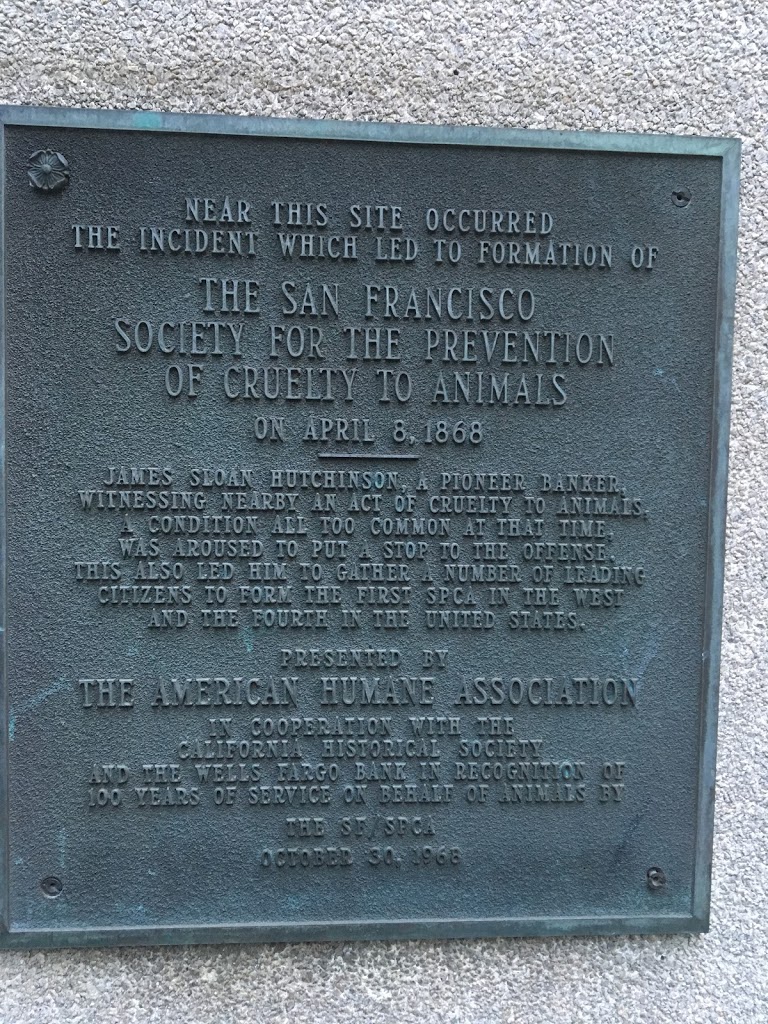 NEAR THIS SITE OCCURRED
THE INCIDENT WHICH LED TO FORMATION OF
THE SAN FRANCISCO
SOCIETY FOR THE PREVENTION
OF CRUELTY TO ANIMALS
ON APRIL 8, 1868
JAMES SLOAN HUTCHINSON, A PIONEER BANKER,
WITNESSING NEARBY AN ACT OF CRUELTY TO ANIMALS,
A CONDITION ALL TOO COMMON AT THAT TIME,
WAS AROUSED TO PUT A STOP TO THE OFFENSE.
THIS ALSO LED HIM TO GATHER A NUMBER OF LEADING
CITIZENS TO FORM THE FIRST SPCA IN THE WEST
AND THE FOURTH IN THE UNITED STATES.
PRESENTED BY
THE AMERICAN HUMANE ASSOCIATION
IN COOPERATION WITH THE
CALIFORNIA HISTORICAL SOCIETY
AND THE WELLS FARGO BANK IN RECOGNITION OF
100 YEARS OF SERVICE ON BEHALF OF ANIMALS BY
THE SF/SPCA
OCTOBER 30, 1968